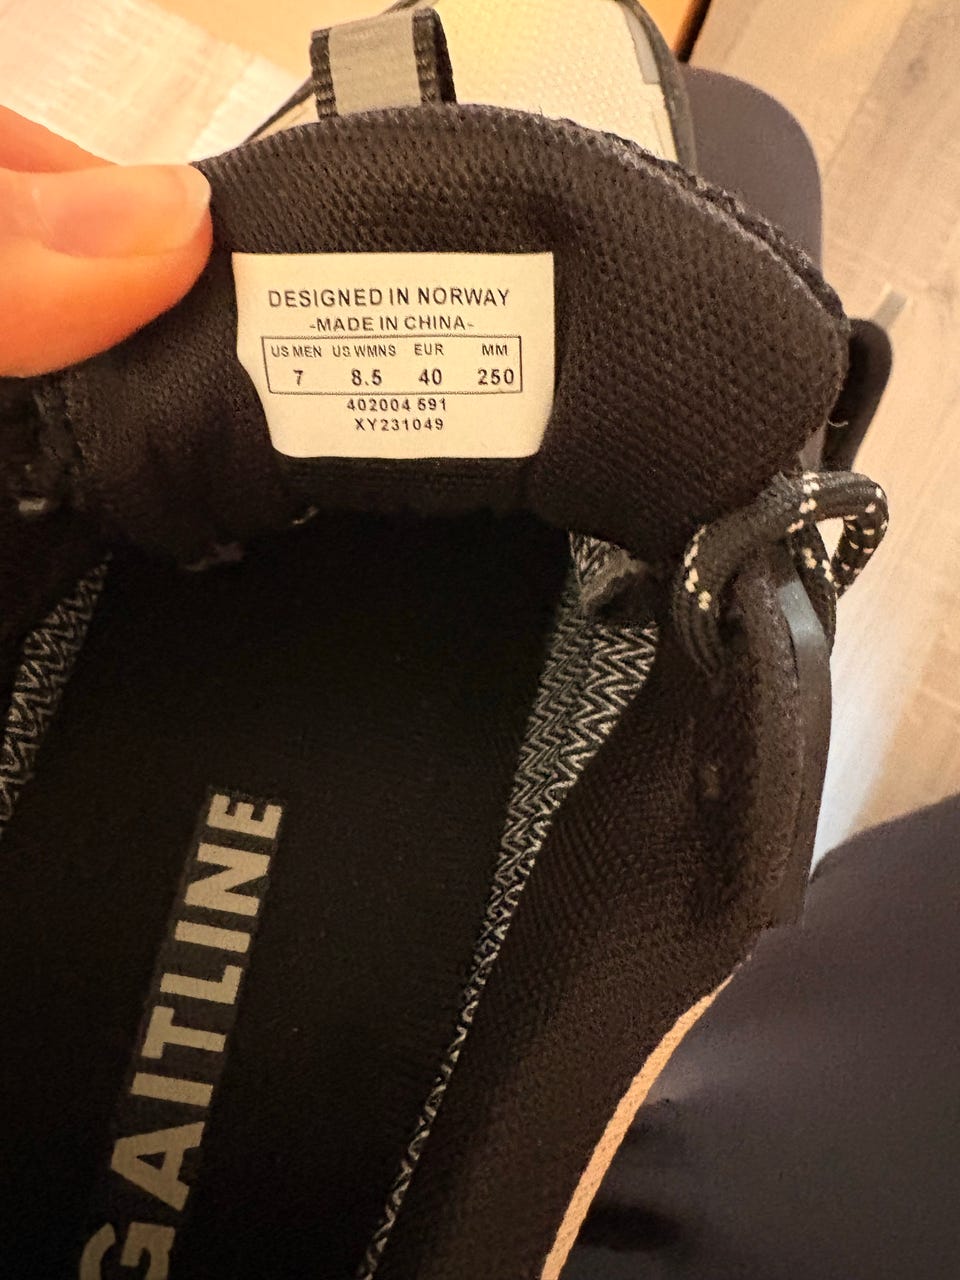 DESIGNED IN NORWAY
-MADE IN CHINA-
US MEN US WMNS EUR MM
7 8.5 40 250
402004 591
XY231049
GAITLINE